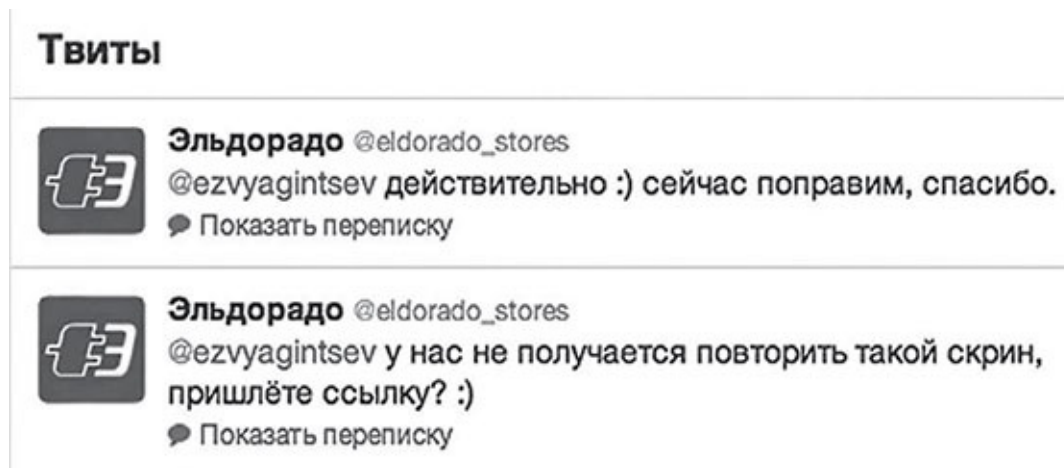 Твиты
Эльдорадо @eldorado_stores
@ezvyagintsev действительно :) сейчас поправим, спасибо.
Показать переписку
Эльдорадо @eldorado_stores
@ezvyagintsev у нас не получается повторить такой скрин,
пришлёте ссылку? :)
Показать переписку